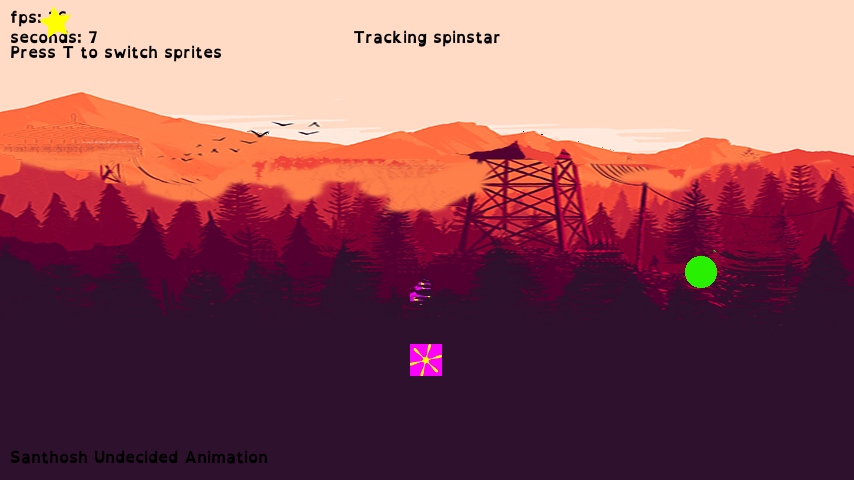 fps:
seconds: 7
Tracking spinstar
Press T to switch sprites
Santhosh Undecided Animation